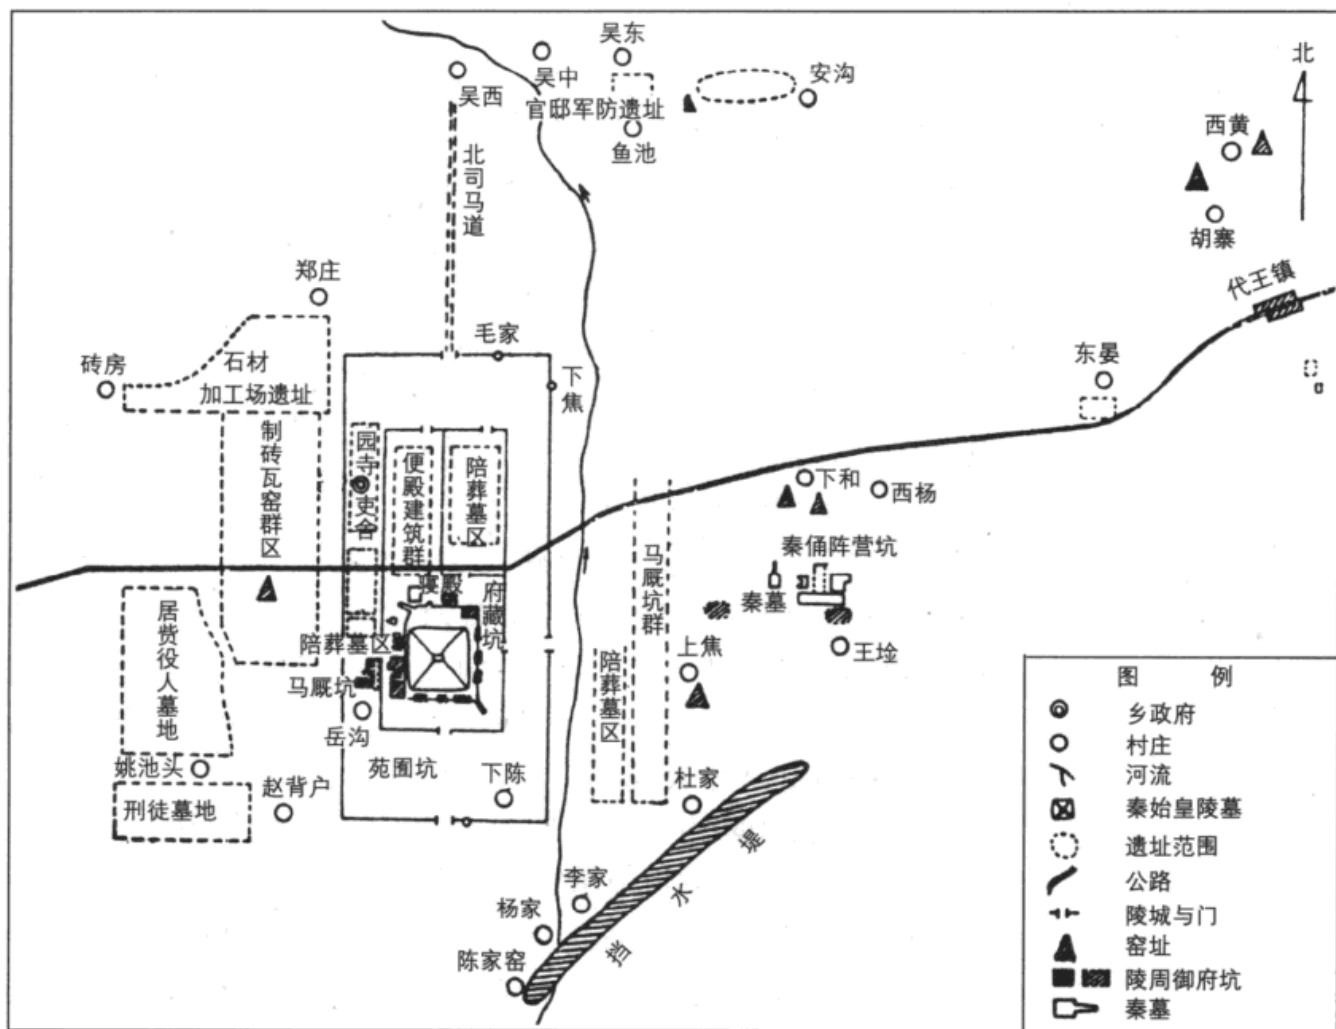 吴东
吴中
吴西
安沟
官邸军防遗址
鱼池
北
西黄
胡寨
代王镇
北司马道
郑庄
毛家
下焦
砖房
石材
加工场遗址
东晏
制砖瓦窑群区
园寺吏舍
便殿建筑群
陪葬墓区
下和
西杨
马厩坑群
秦俑阵营坑
秦墓
寝殿
府藏坑
居赀役人墓地
陪葬墓区
马厩坑
上焦
王墖
陪葬墓区
岳沟
苑囿坑
下陈
杜家
姚池头
赵背户
刑徒墓地
李家
杨家
陈家窑
挡水堤
图例
乡政府
村庄
河流
秦始皇陵墓
遗址范围
公路
陵城与门
窑址
陵周御府坑
秦墓